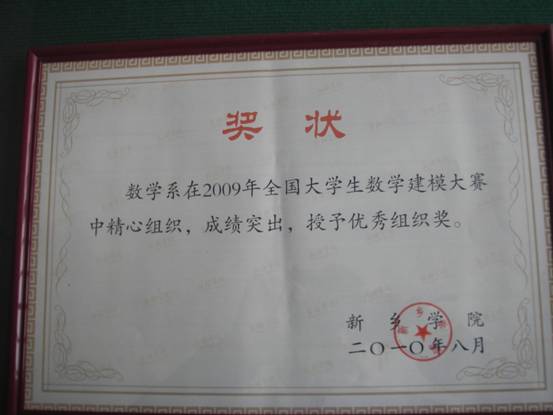 奖 状
数学系在2009年全国大学生数学建模大赛
中精心组织，成绩突出，授予优秀组织奖。
新乡学院
二〇一〇年八月